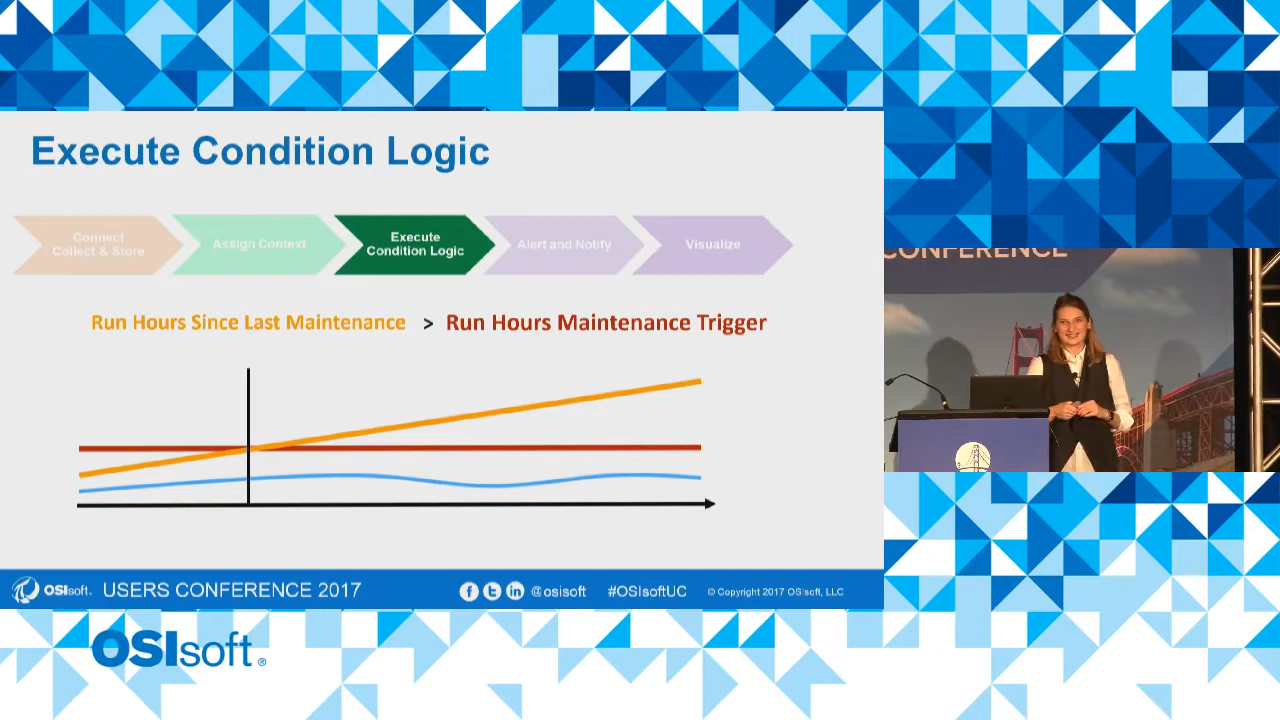 Execute Condition Logic
Connect
Collect & Store
Assign Context
Execute
Condition Logic
Alert and Notify
Visualize
Run Hours Since Last Maintenance > Run Hours Maintenance Trigger
CONFERENCE
OSIsoft. USERS CONFERENCE 2017
@osisoft
#OSIsoftUC
© Copyright 2017 OSIsoft, LLC
OSIsoft®